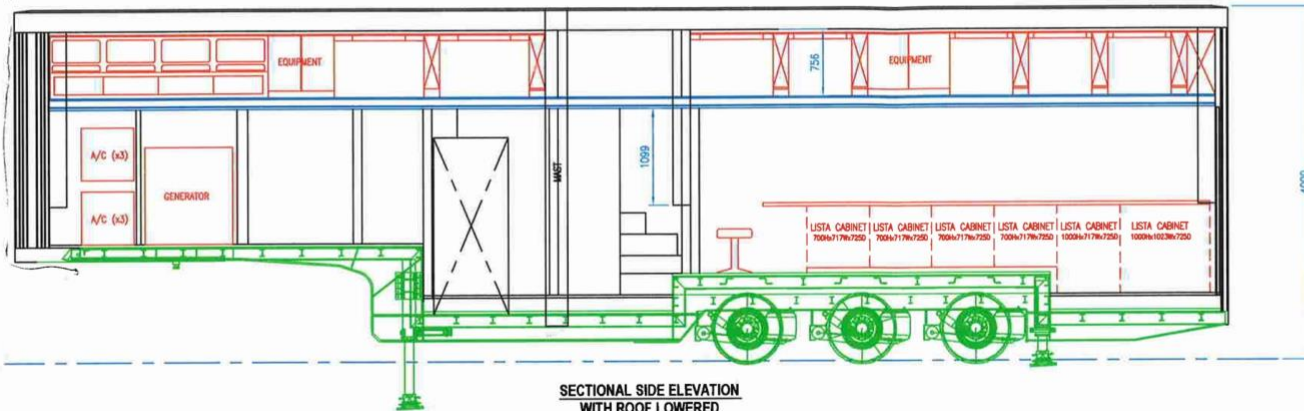 EQUIPMENT
756
EQUIPMENT
A/C (x3)
GENERATOR
A/C (x3)
MAST
1099
LISTA CABINET
700Hx717Wx725D
LISTA CABINET
700Hx717Wx725D
LISTA CABINET
700Hx717Wx725D
LISTA CABINET
700Hx717Wx725D
LISTA CABINET
1000Hx717Wx725D
LISTA CABINET
1000Hx1023Wx725D
SECTIONAL SIDE ELEVATION
WITH ROOF LOWERED